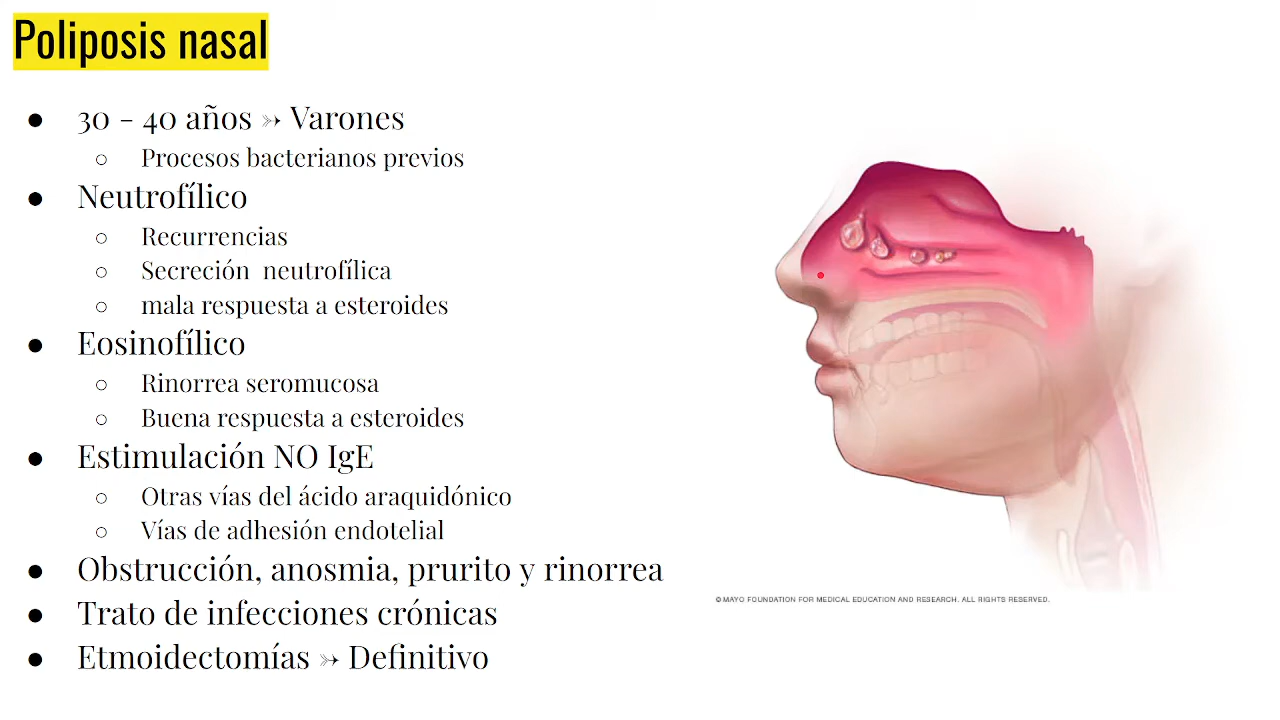 Poliposis nasal
● 30 - 40 años ➳ Varones
○ Procesos bacterianos previos
● Neutrofílico
○ Recurrencias
○ Secreción neutrofílica
○ mala respuesta a esteroides
● Eosinofílico
○ Rinorrea seromucosa
○ Buena respuesta a esteroides
● Estimulación NO IgE
○ Otras vías del ácido araquidónico
○ Vías de adhesión endotelial
● Obstrucción, anosmia, prurito y rinorrea
● Trato de infecciones crónicas
● Etmoidectomías ➳ Definitivo
© MAYO FOUNDATION FOR MEDICAL EDUCATION AND RESEARCH. ALL RIGHTS RESERVED.